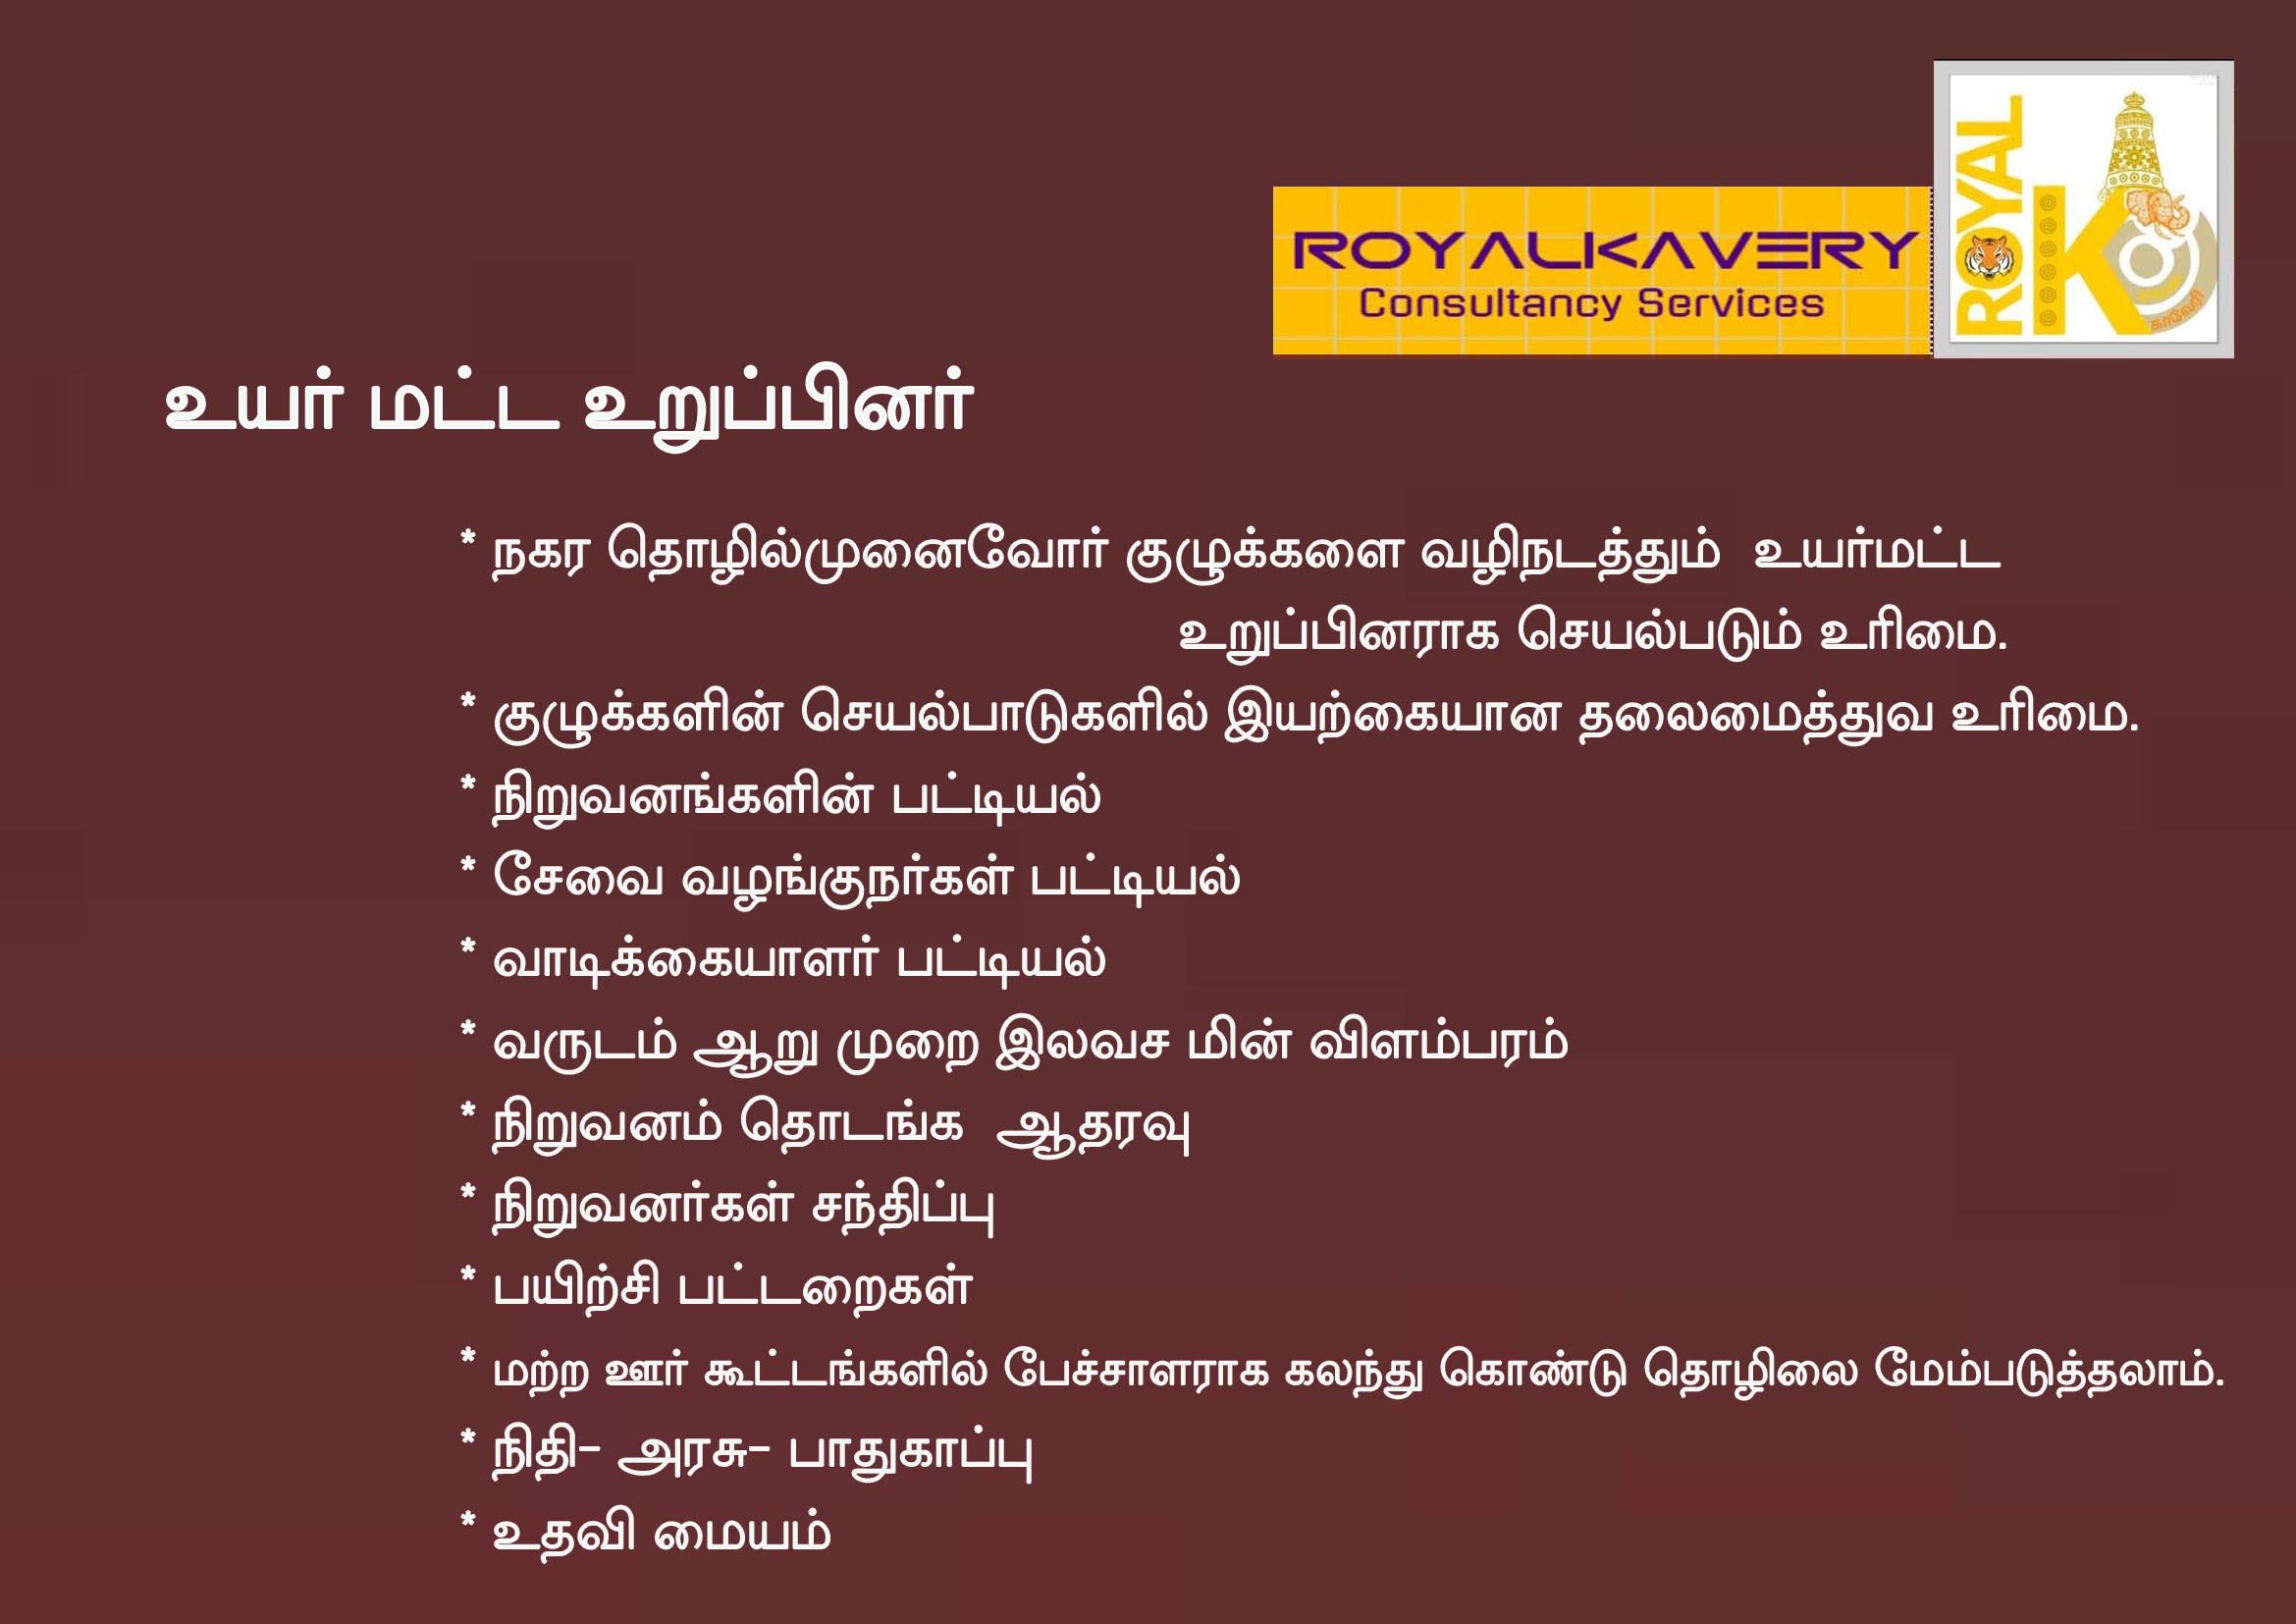 ROYAL
K
காவேரி
ROYALKAVERY
Consultancy Services
உயர் மட்ட உறுப்பினர்
* நகர தொழில்முனைவோர் குழுக்களை வழிநடத்தும் உயர்மட்ட
உறுப்பினராக செயல்படும் உரிமை.
* குழுக்களின் செயல்பாடுகளில் இயற்கையான தலைமைத்துவ உரிமை.
* நிறுவனங்களின் பட்டியல்
* சேவை வழங்குநர்கள் பட்டியல்
* வாடிக்கையாளர் பட்டியல்
* வருடம் ஆறு முறை இலவச மின் விளம்பரம்
* நிறுவனம் தொடங்க ஆதரவு
* நிறுவனர்கள் சந்திப்பு
* பயிற்சி பட்டறைகள்
* மற்ற ஊர் கூட்டங்களில் பேச்சாளராக கலந்து கொண்டு தொழிலை மேம்படுத்தலாம்.
* நிதி- அரசு- பாதுகாப்பு
* உதவி மையம்